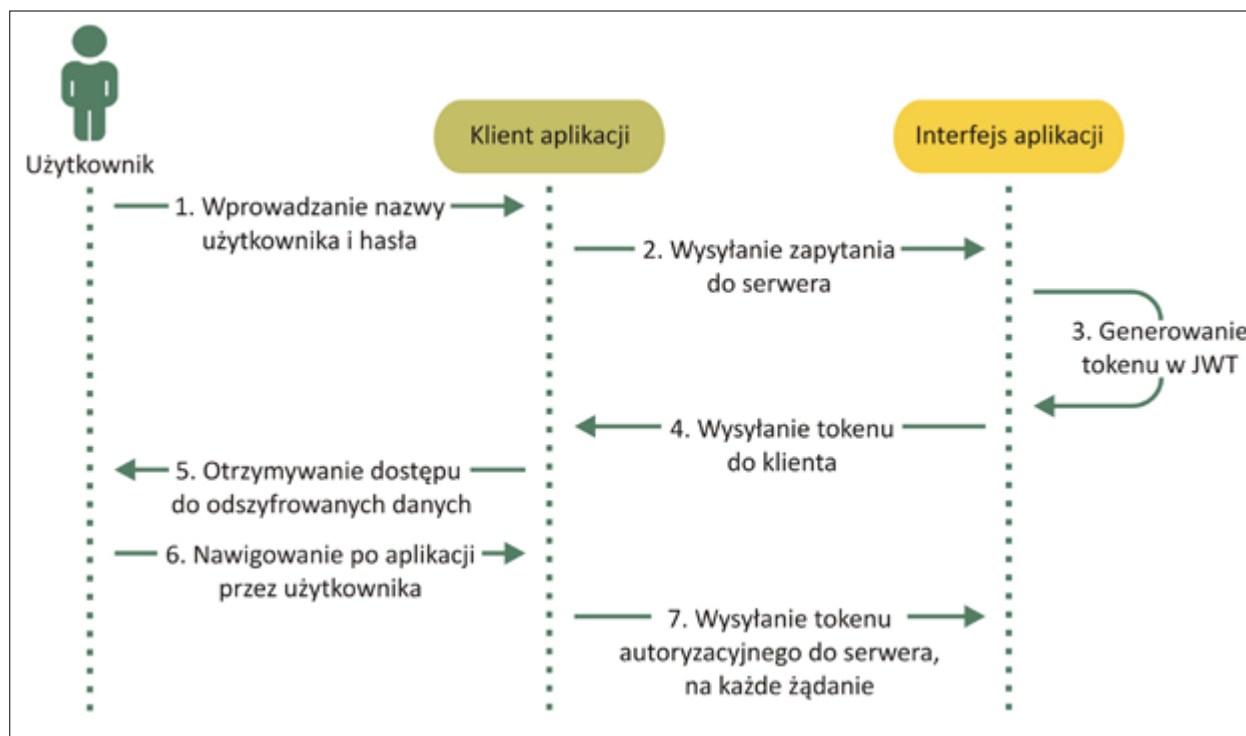 Użytkownik
Klient aplikacji
Interfejs aplikacji
1. Wprowadzanie nazwy
użytkownika i hasła
2. Wysyłanie zapytania
do serwera
3. Generowanie
tokenu w JWT
4. Wysyłanie tokenu
do klienta
5. Otrzymywanie dostępu
do odszyfrowanych danych
6. Nawigowanie po aplikacji
przez użytkownika
7. Wysyłanie tokenu
autoryzacyjnego do serwera,
na każde żądanie